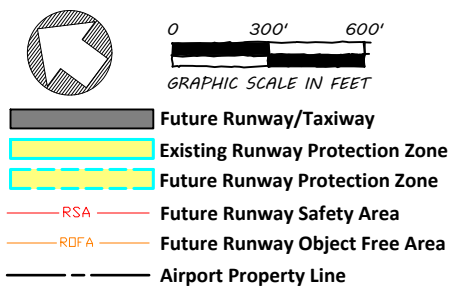 0 300' 600'
GRAPHIC SCALE IN FEET
Future Runway/Taxiway
Existing Runway Protection Zone
Future Runway Protection Zone
RSA Future Runway Safety Area
ROFA Future Runway Object Free Area
Airport Property Line